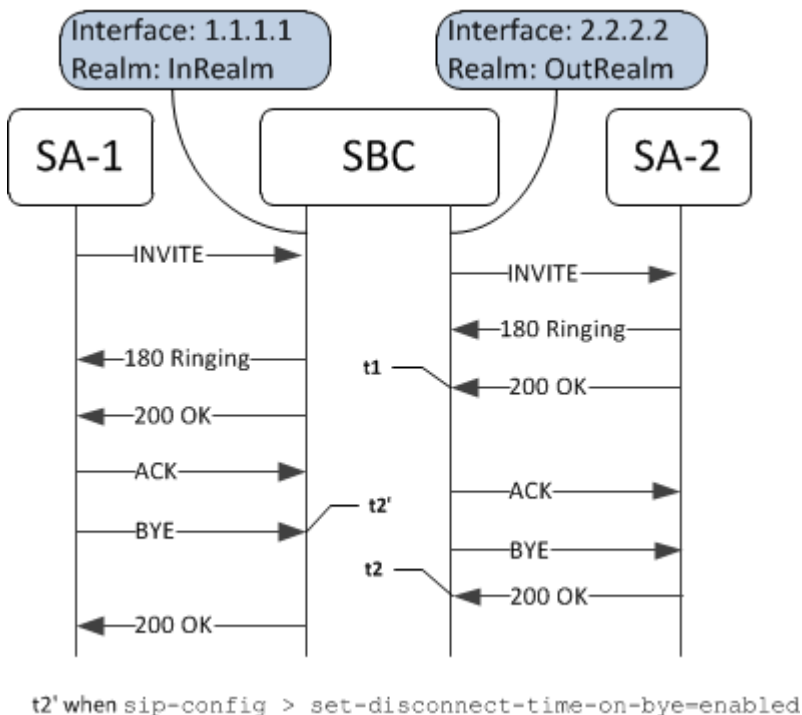 Interface: 1.1.1.1
Realm: InRealm
Interface: 2.2.2.2
Realm: OutRealm
SA-1
SBC
SA-2
INVITE
INVITE
180 Ringing
180 Ringing
t1
200 OK
200 OK
ACK
ACK
t2'
BYE
BYE
t2
200 OK
200 OK
t2' when sip-config > set-disconnect-time-on-bye=enabled